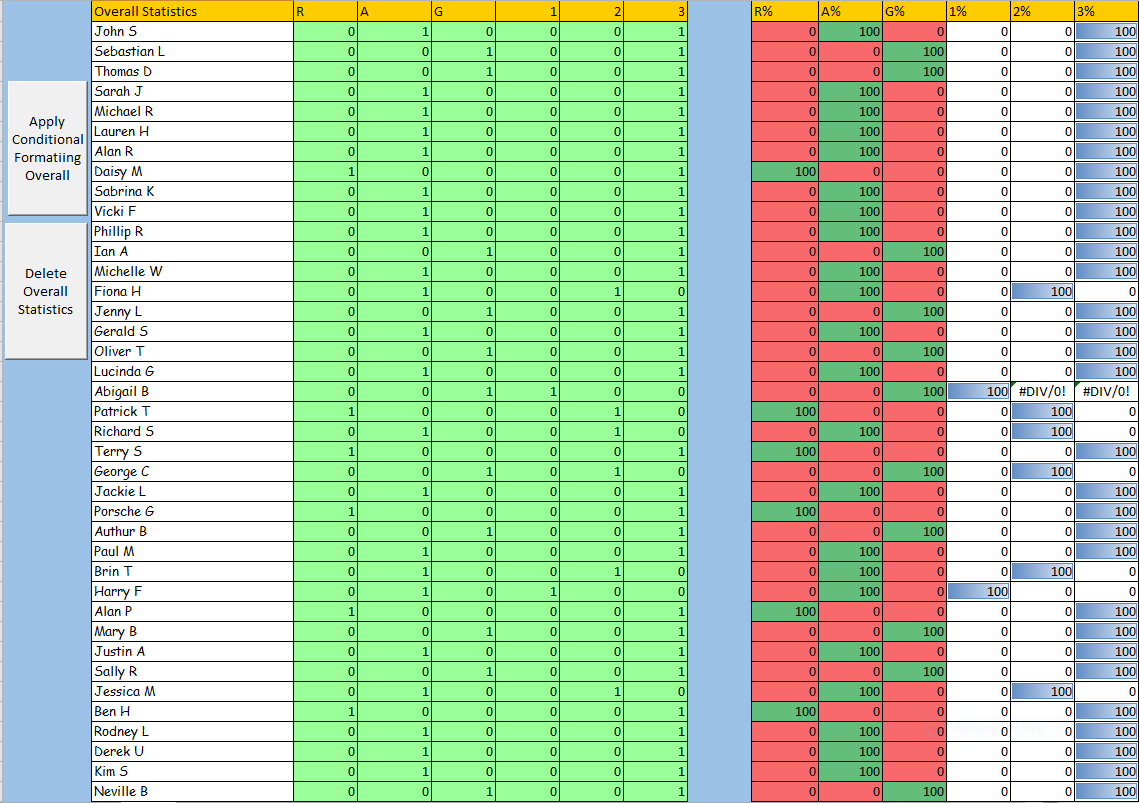 Overall Statistics R A G 1 2 3 R% A% G% 1% 2% 3%
John S 0 1 0 0 0 1 0 100 0 0 0 100
Sebastian L 0 0 1 0 0 1 0 0 100 0 0 100
Thomas D 0 0 1 0 0 1 0 0 100 0 0 100
Sarah J 0 1 0 0 0 1 0 100 0 0 0 100
Michael R 0 1 0 0 0 1 0 100 0 0 0 100
Lauren H 0 1 0 0 0 1 0 100 0 0 0 100
Alan R 0 1 0 0 0 1 0 100 0 0 0 100
Daisy M 1 0 0 0 0 1 100 0 0 0 0 100
Sabrina K 0 1 0 0 0 1 0 100 0 0 0 100
Vicki F 0 1 0 0 0 1 0 100 0 0 0 100
Phillip R 0 1 0 0 0 1 0 100 0 0 0 100
Ian A 0 0 1 0 0 1 0 0 100 0 0 100
Michelle W 0 1 0 0 0 1 0 100 0 0 0 100
Fiona H 0 1 0 0 1 0 0 100 0 0 100 0
Jenny L 0 0 1 0 0 1 0 0 100 0 0 100
Gerald S 0 1 0 0 0 1 0 100 0 0 0 100
Oliver T 0 0 1 0 0 1 0 0 100 0 0 100
Lucinda G 0 1 0 0 0 1 0 100 0 0 0 100
Abigail B 0 0 1 1 0 0 0 0 100 100 #DIV/0! #DIV/0!
Patrick T 1 0 0 0 1 0 100 0 0 0 100 0
Richard S 0 1 0 0 1 0 0 100 0 0 100 0
Terry S 1 0 0 0 0 1 100 0 0 0 0 100
George C 0 0 1 0 1 0 0 0 100 0 100 0
Jackie L 0 1 0 0 0 1 0 100 0 0 0 100
Porsche G 1 0 0 0 0 1 100 0 0 0 0 100
Authur B 0 0 1 0 0 1 0 0 100 0 0 100
Paul M 0 1 0 0 0 1 0 100 0 0 0 100
Brin T 0 1 0 0 1 0 0 100 0 0 100 0
Harry F 0 1 0 1 0 0 0 100 0 100 0 0
Alan P 1 0 0 0 0 1 100 0 0 0 0 100
Mary B 0 0 1 0 0 1 0 0 100 0 0 100
Justin A 0 1 0 0 0 1 0 100 0 0 0 100
Sally R 0 0 1 0 0 1 0 0 100 0 0 100
Jessica M 0 1 0 0 1 0 0 100 0 0 100 0
Ben H 1 0 0 0 0 1 100 0 0 0 0 100
Rodney L 0 1 0 0 0 1 0 100 0 0 0 100
Derek U 0 1 0 0 0 1 0 100 0 0 0 100
Kim S 0 1 0 0 0 1 0 100 0 0 0 100
Neville B 0 0 1 0 0 1 0 0 100 0 0 100
Apply
Conditional
Formatiing
Overall
Delete
Overall
Statistics